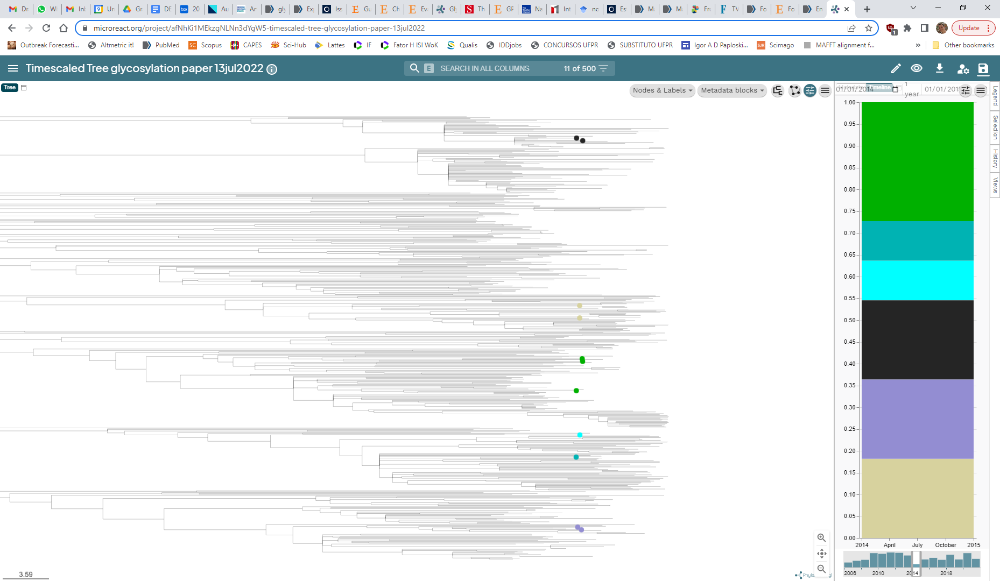 Dr
W
Inb
Ur
Gr
DE
20
Au
Ar
gly
Ex
Iss
Gu
Ch
Ev
Gly
Th
GF
Na
Int
nc
Es
M
M
Fro
TV
Fo
Fo
En
microreact.org/project/afNhKi1MEkzgNLNn3dYgW5-timescaled-tree-glycosylation-paper-13jul2022
1
Update
Outbreak Forecasti...
Altmetric it!
PubMed
SC Scopus
CAPES
Sci-Hub
Lattes
IF
Fator H ISI WoK
Qualis
IDDjobs
CONCURSOS UFPR
SUBSTITUTO UFPR
Igor A D Paploski...
SJR Scimago
MAFFT alignment f...
»
Other bookmarks
Timescaled Tree glycosylation paper 13jul2022
E SEARCH IN ALL COLUMNS 11 of 500
Tree
Nodes & Labels
Metadata blocks
01/01/2014
Timeline
1 year
01/01/201
Legend
Selection
History
Views
1.00
0.95
0.90
0.85
0.80
0.75
0.70
0.65
0.60
0.55
0.50
0.45
0.40
0.35
0.30
0.25
0.20
0.15
0.10
0.05
0.00
2014 April July October 2015
2006 2010 2014 2018
3.59